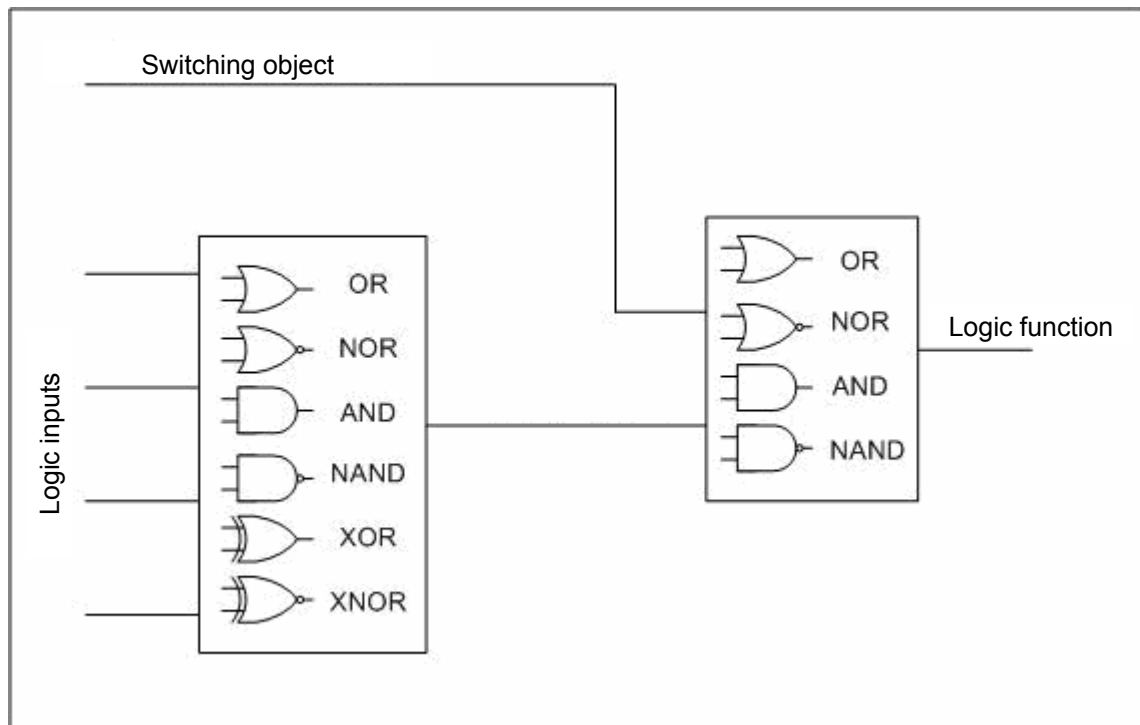 Switching object
Logic inputs
OR
NOR
AND
NAND
XOR
XNOR
OR
NOR
AND
NAND
Logic function